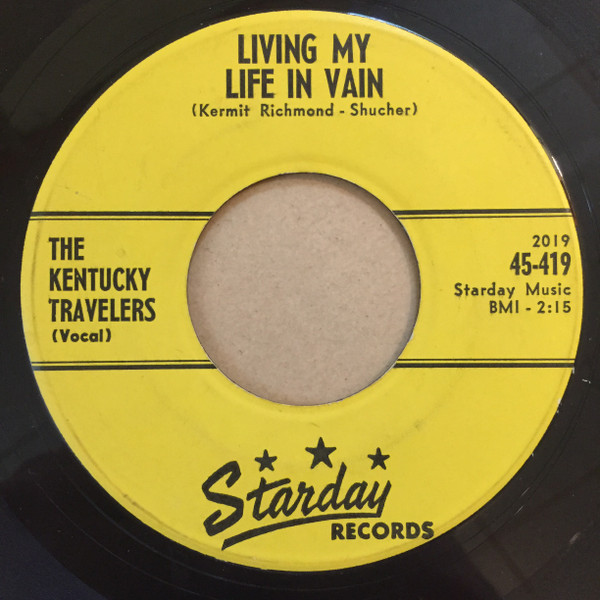 LIVING MY
LIFE IN VAIN
(Kermit Richmond - Shucher)
THE
KENTUCKY
TRAVELERS
(Vocal)
2019
45-419
Starday Music
BMI - 2:15
Starday
RECORDS